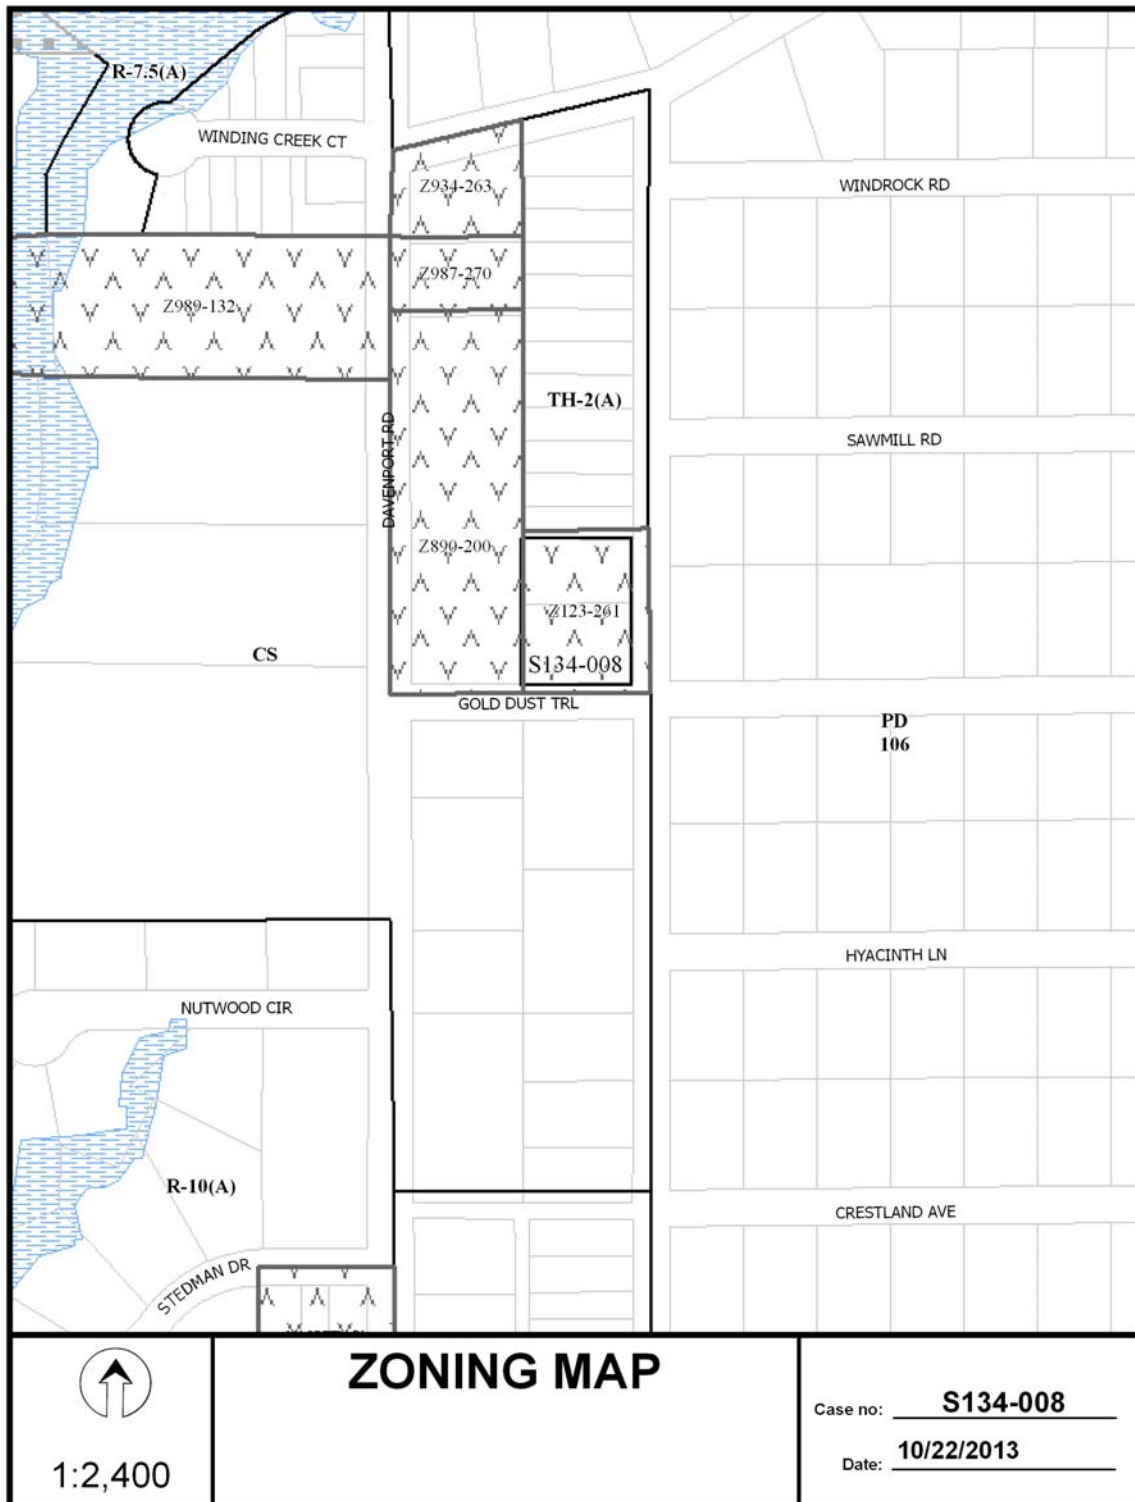 R-7.5(A)
WINDING CREEK CT
Z934-263
WINDROCK RD
Z987-270
Z989-132
TH-2(A)
DAVENPORT RD
SAWMILL RD
Z890-200
Z123-261
CS
S134-008
GOLD DUST TRL
PD
106
HYACINTH LN
NUTWOOD CIR
R-10(A)
CRESTLAND AVE
STEDMAN DR
1:2,400
ZONING MAP
Case no: S134-008
Date: 10/22/2013